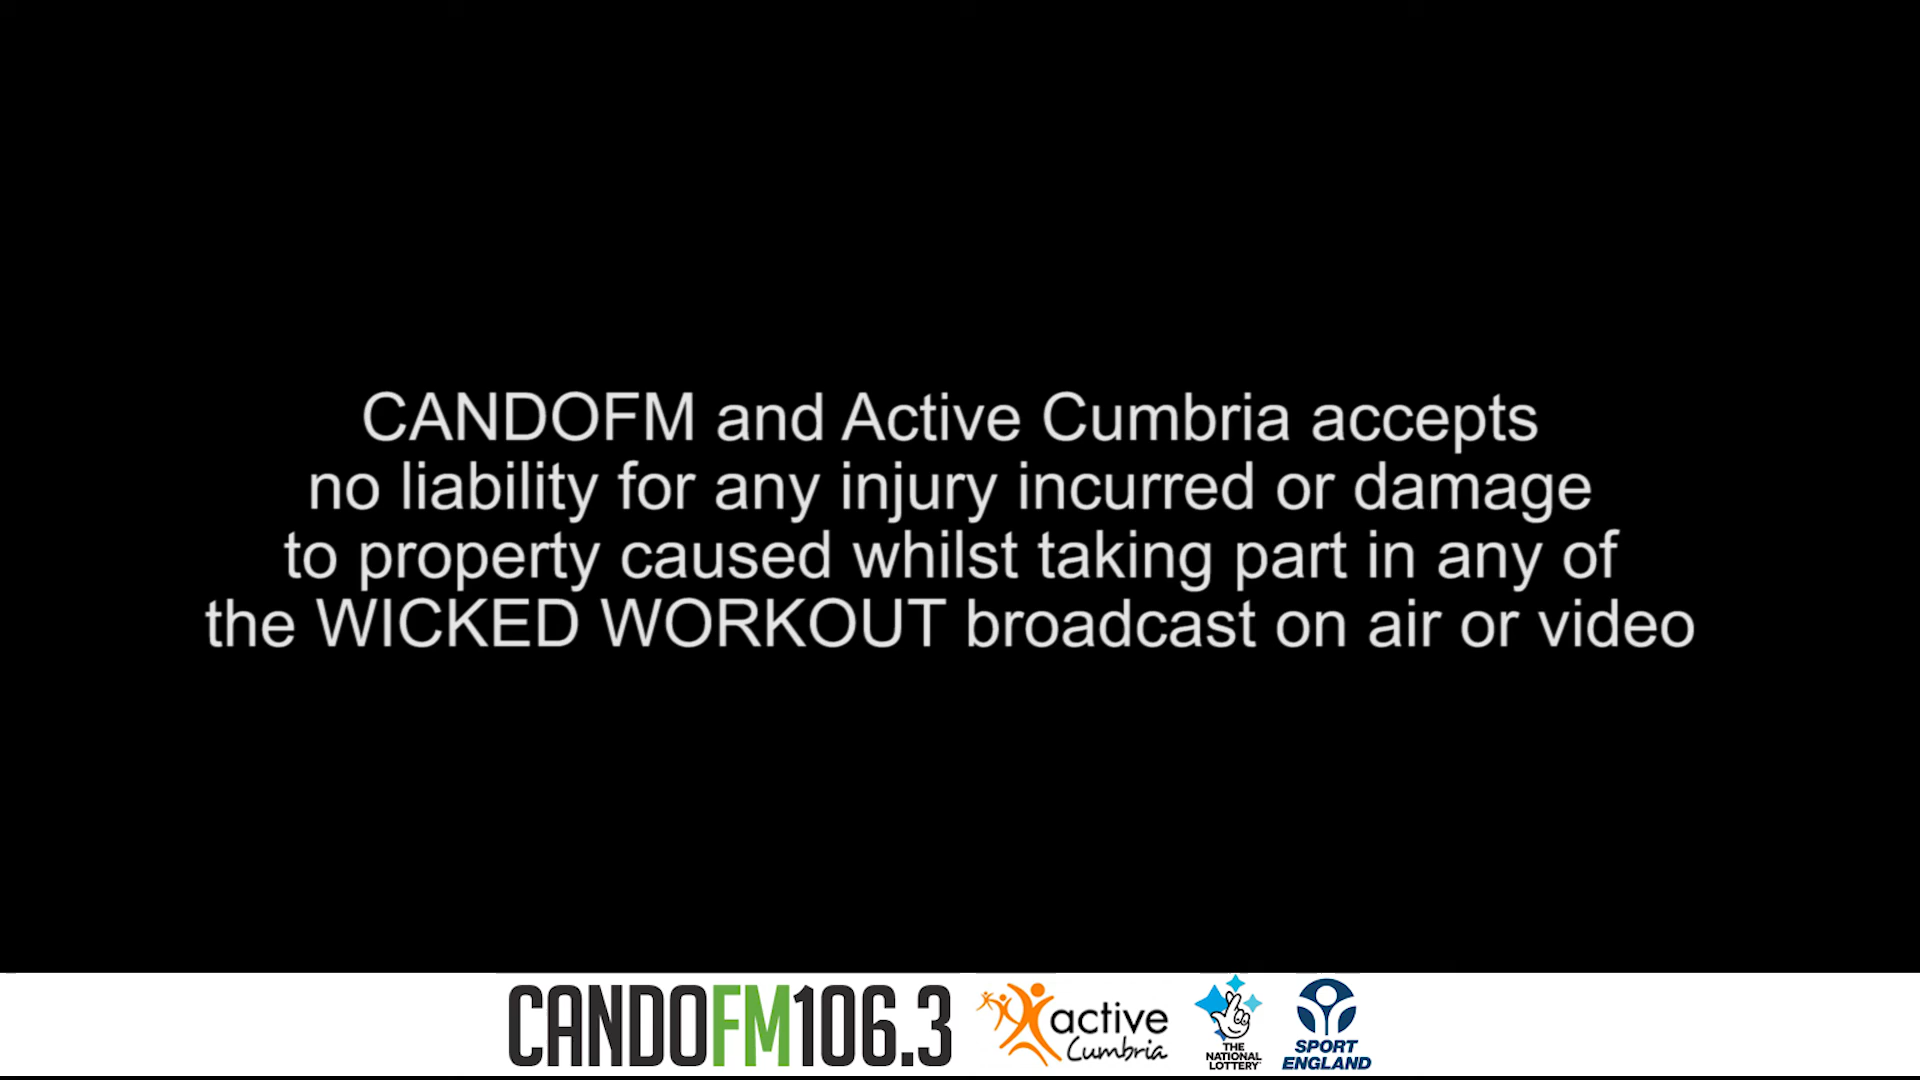 CANDOFM and Active Cumbria accepts
no liability for any injury incurred or damage
to property caused whilst taking part in any of
the WICKED WORKOUT broadcast on air or video
CANDOFM106.3
active
Cumbria
THE
NATIONAL
LOTTERY
SPORT
ENGLAND